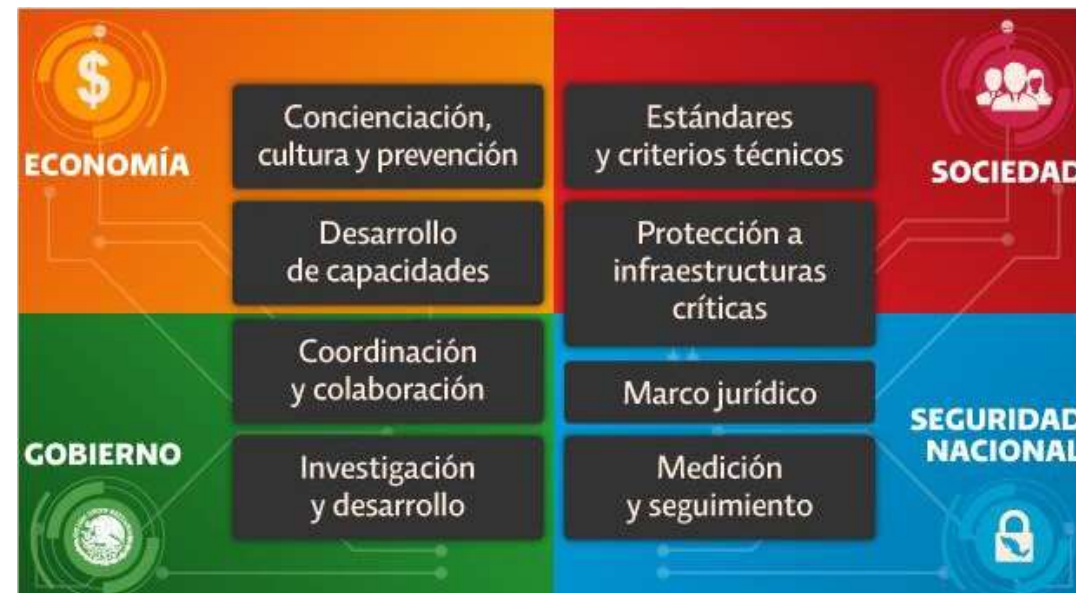 $
ECONOMÍA
Concienciación,
cultura y prevención
Desarrollo
de capacidades
Coordinación
y colaboración
Investigación
y desarrollo
GOBIERNO
Estándares
y criterios técnicos
Protección a
infraestructuras
críticas
Marco jurídico
Medición
y seguimiento
SOCIEDAD
SEGURIDAD
NACIONAL